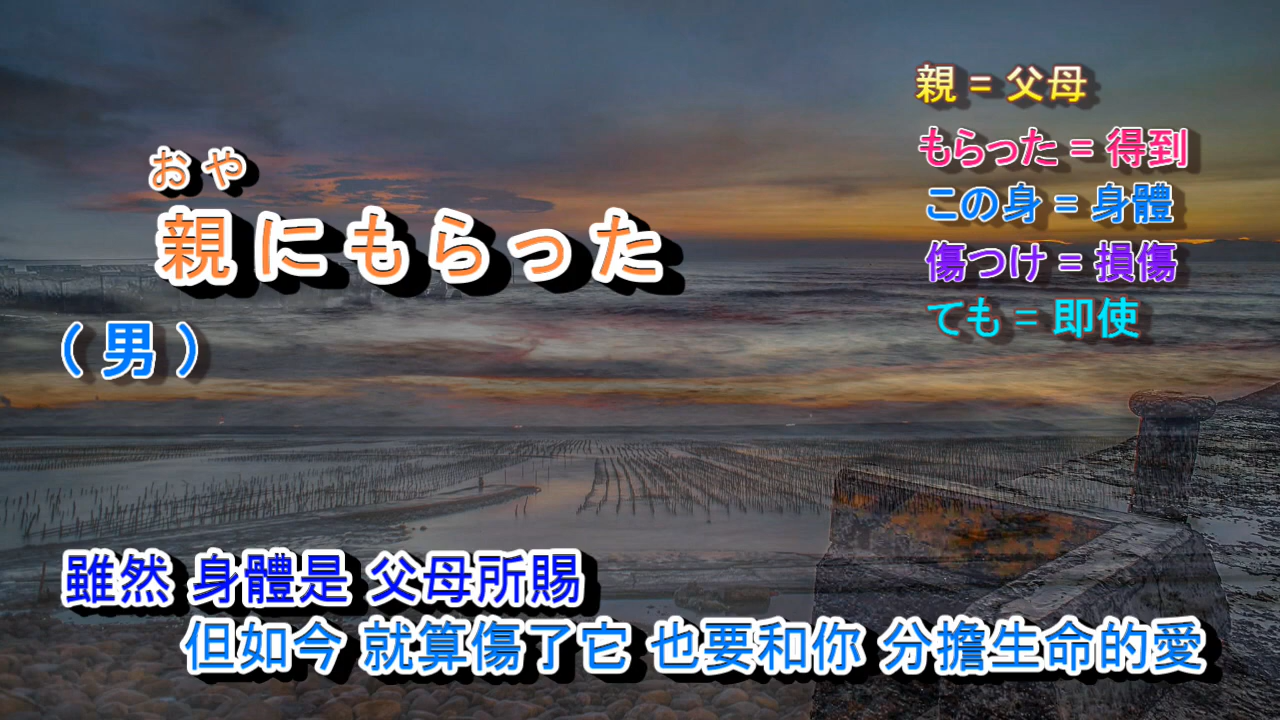 おや
親にもらった
（男）
親 = 父母
もらった = 得到
この身 = 身體
傷つけ = 損傷
ても = 即使
雖然 身體是 父母所賜
但如今 就算傷了它 也要和你 分擔生命的愛